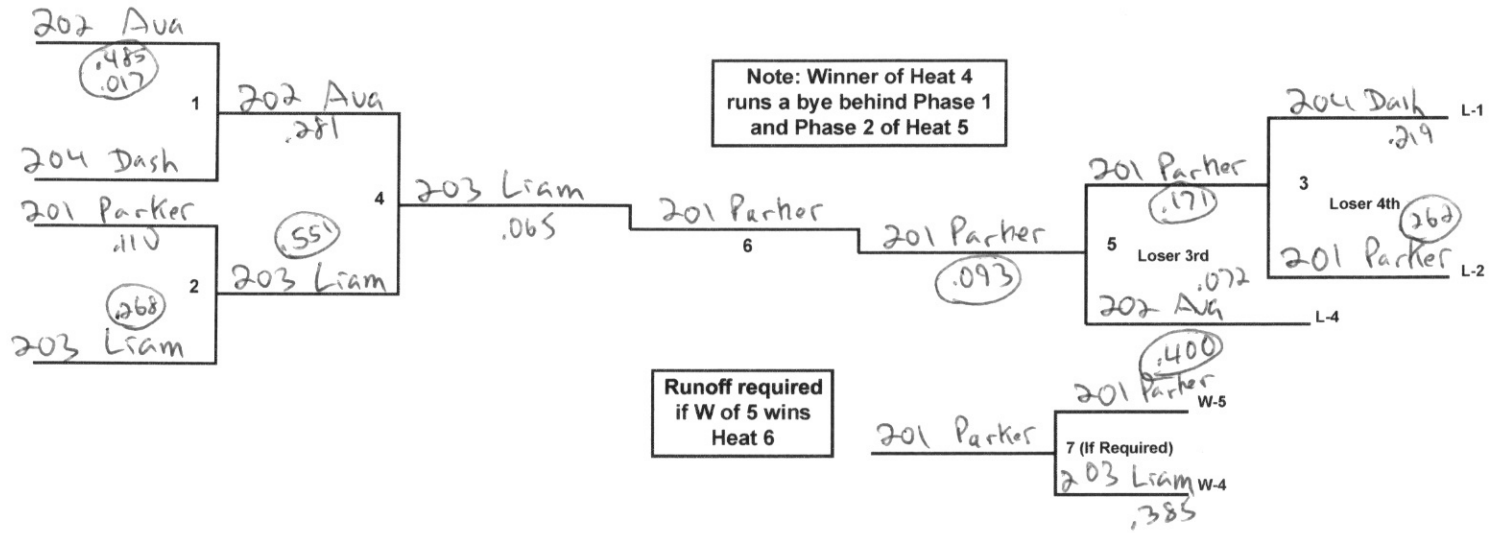 202 Ava
.485
.017
1
204 Dash
202 Ava
.281
201 Parker
.110
2
.268
203 Liam
4
.551
203 Liam
203 Liam
.065
Note: Winner of Heat 4
runs a bye behind Phase 1
and Phase 2 of Heat 5
201 Parker
6
201 Parker
.093
201 Parker
.171
5
Loser 3rd
.072
202 Ava
L-4
.400
204 Dash
L-1
.219
3
Loser 4th
.262
201 Parker
L-2
Runoff required
if W of 5 wins
Heat 6
201 Parker
201 Parker
W-5
7 (If Required)
203 Liam
W-4
.385